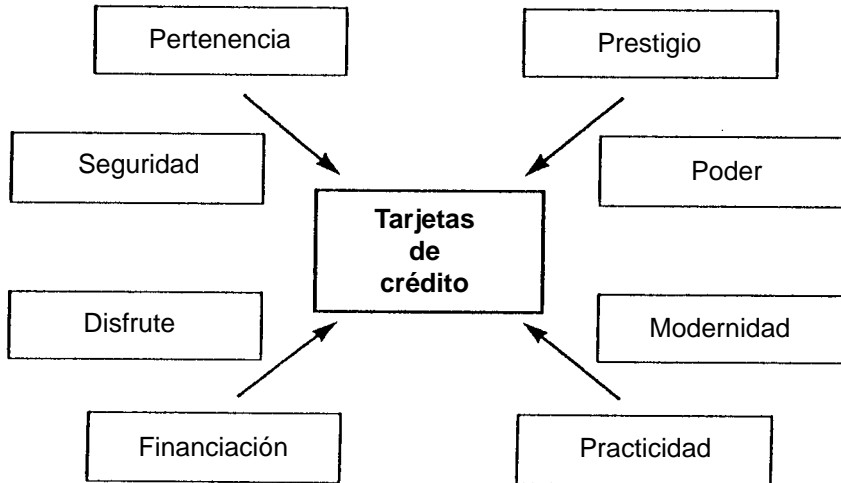 Pertenencia
Prestigio
Seguridad
Poder
Tarjetas
de
crédito
Disfrute
Modernidad
Financiación
Practicidad